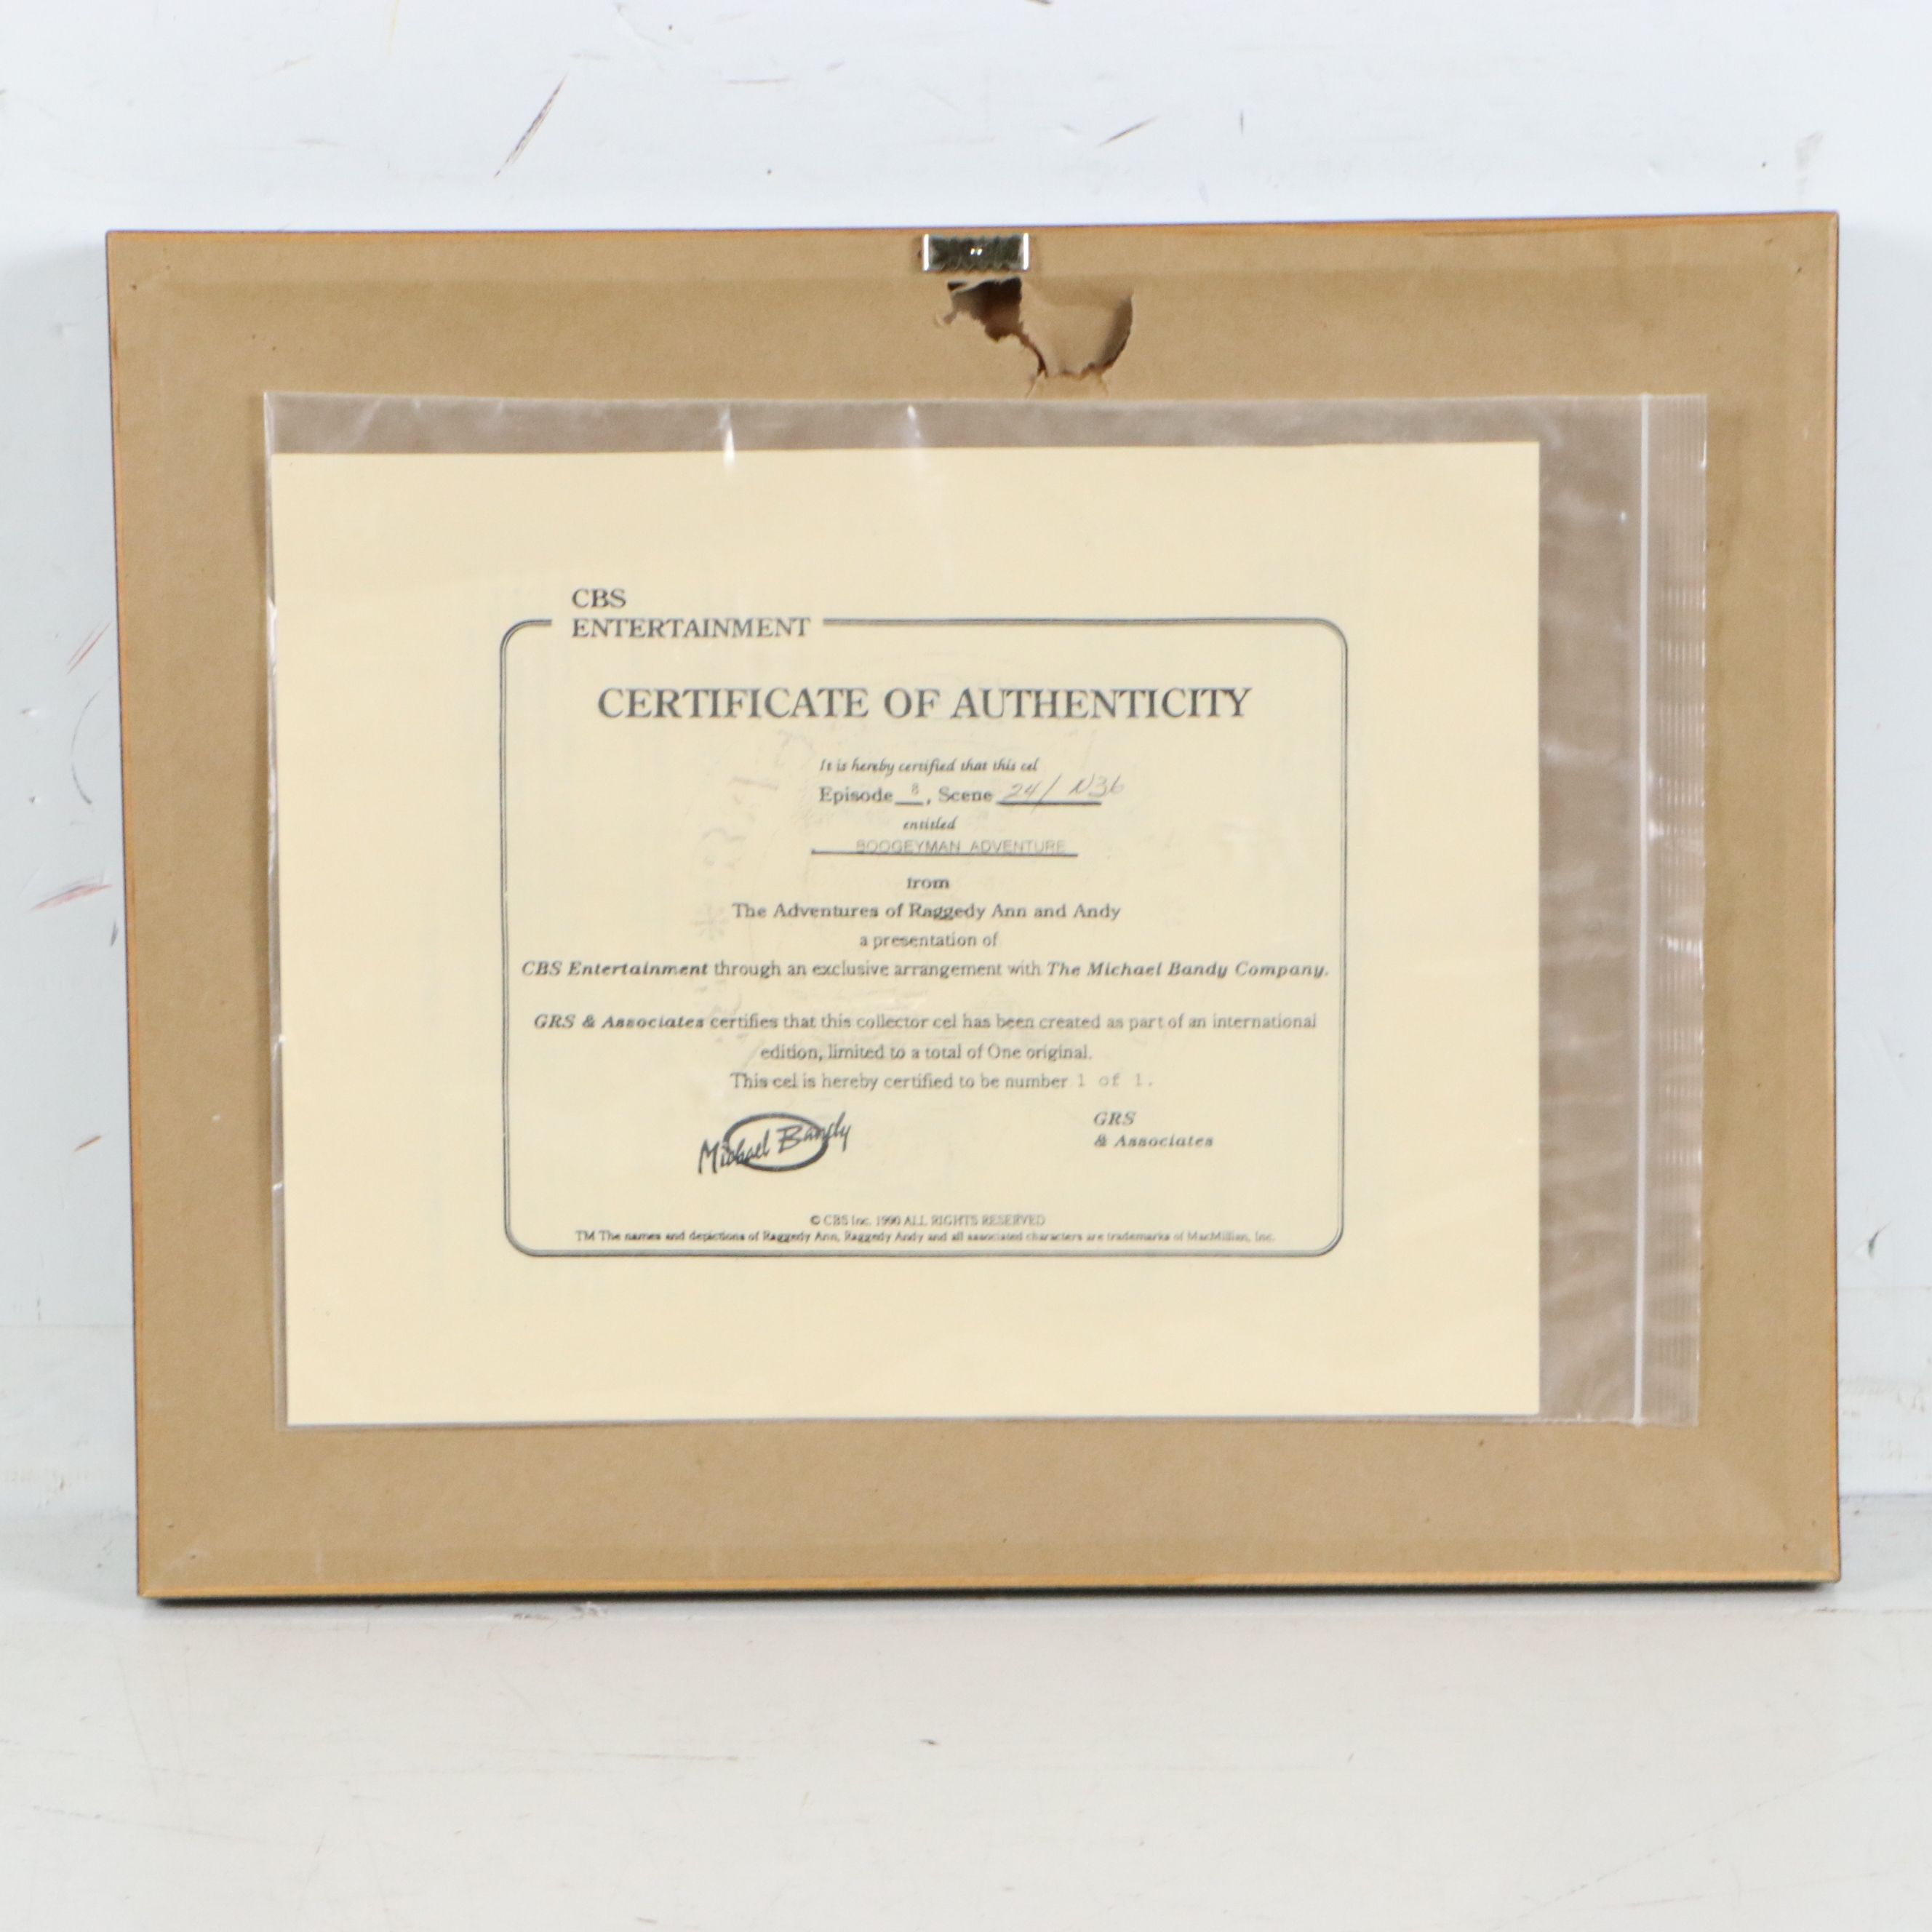 CBS
ENTERTAINMENT
CERTIFICATE OF AUTHENTICITY
It is hereby certified that this cel
Episode 8, Scene 24/ N36
entitled
BOOGEYMAN ADVENTURE
from
The Adventures of Raggedy Ann and Andy
a presentation of
CBS Entertainment through an exclusive arrangement with The Michael Bandy Company.
GRS & Associates certifies that this collector cel has been created as part of an international
edition, limited to a total of One original.
This cel is hereby certified to be number 1 of 1.
Michael Bandy
GRS
& Associates
© CBS Inc. 1990 ALL RIGHTS RESERVED
TM The names and depictions of Raggedy Ann, Raggedy Andy and all associated characters are trademarks of MacMillian, Inc.